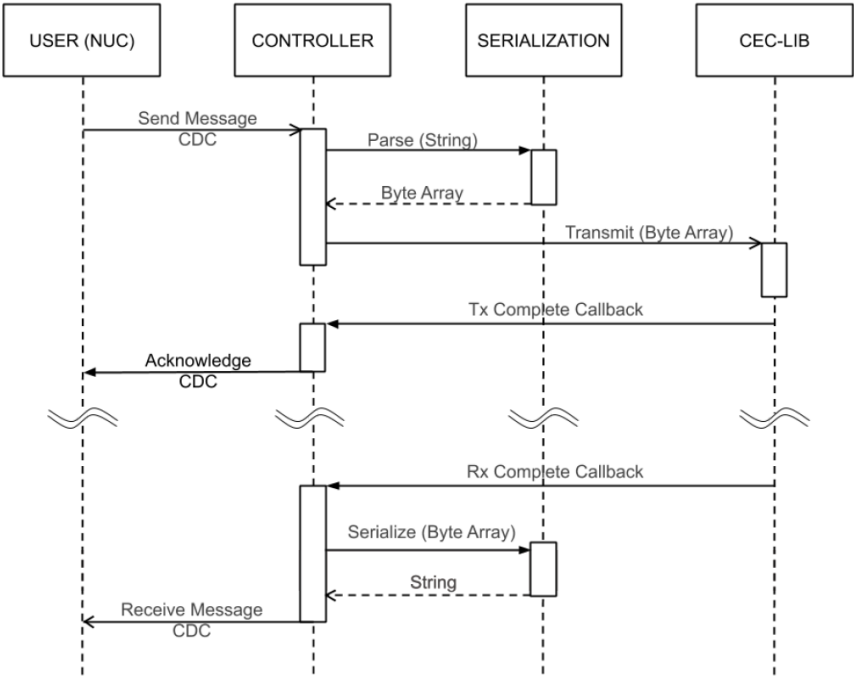 USER (NUC)
CONTROLLER
SERIALIZATION
CEC-LIB
Send Message
CDC
Parse (String)
Byte Array
Transmit (Byte Array)
Tx Complete Callback
Acknowledge
CDC
Rx Complete Callback
Serialize (Byte Array)
String
Receive Message
CDC